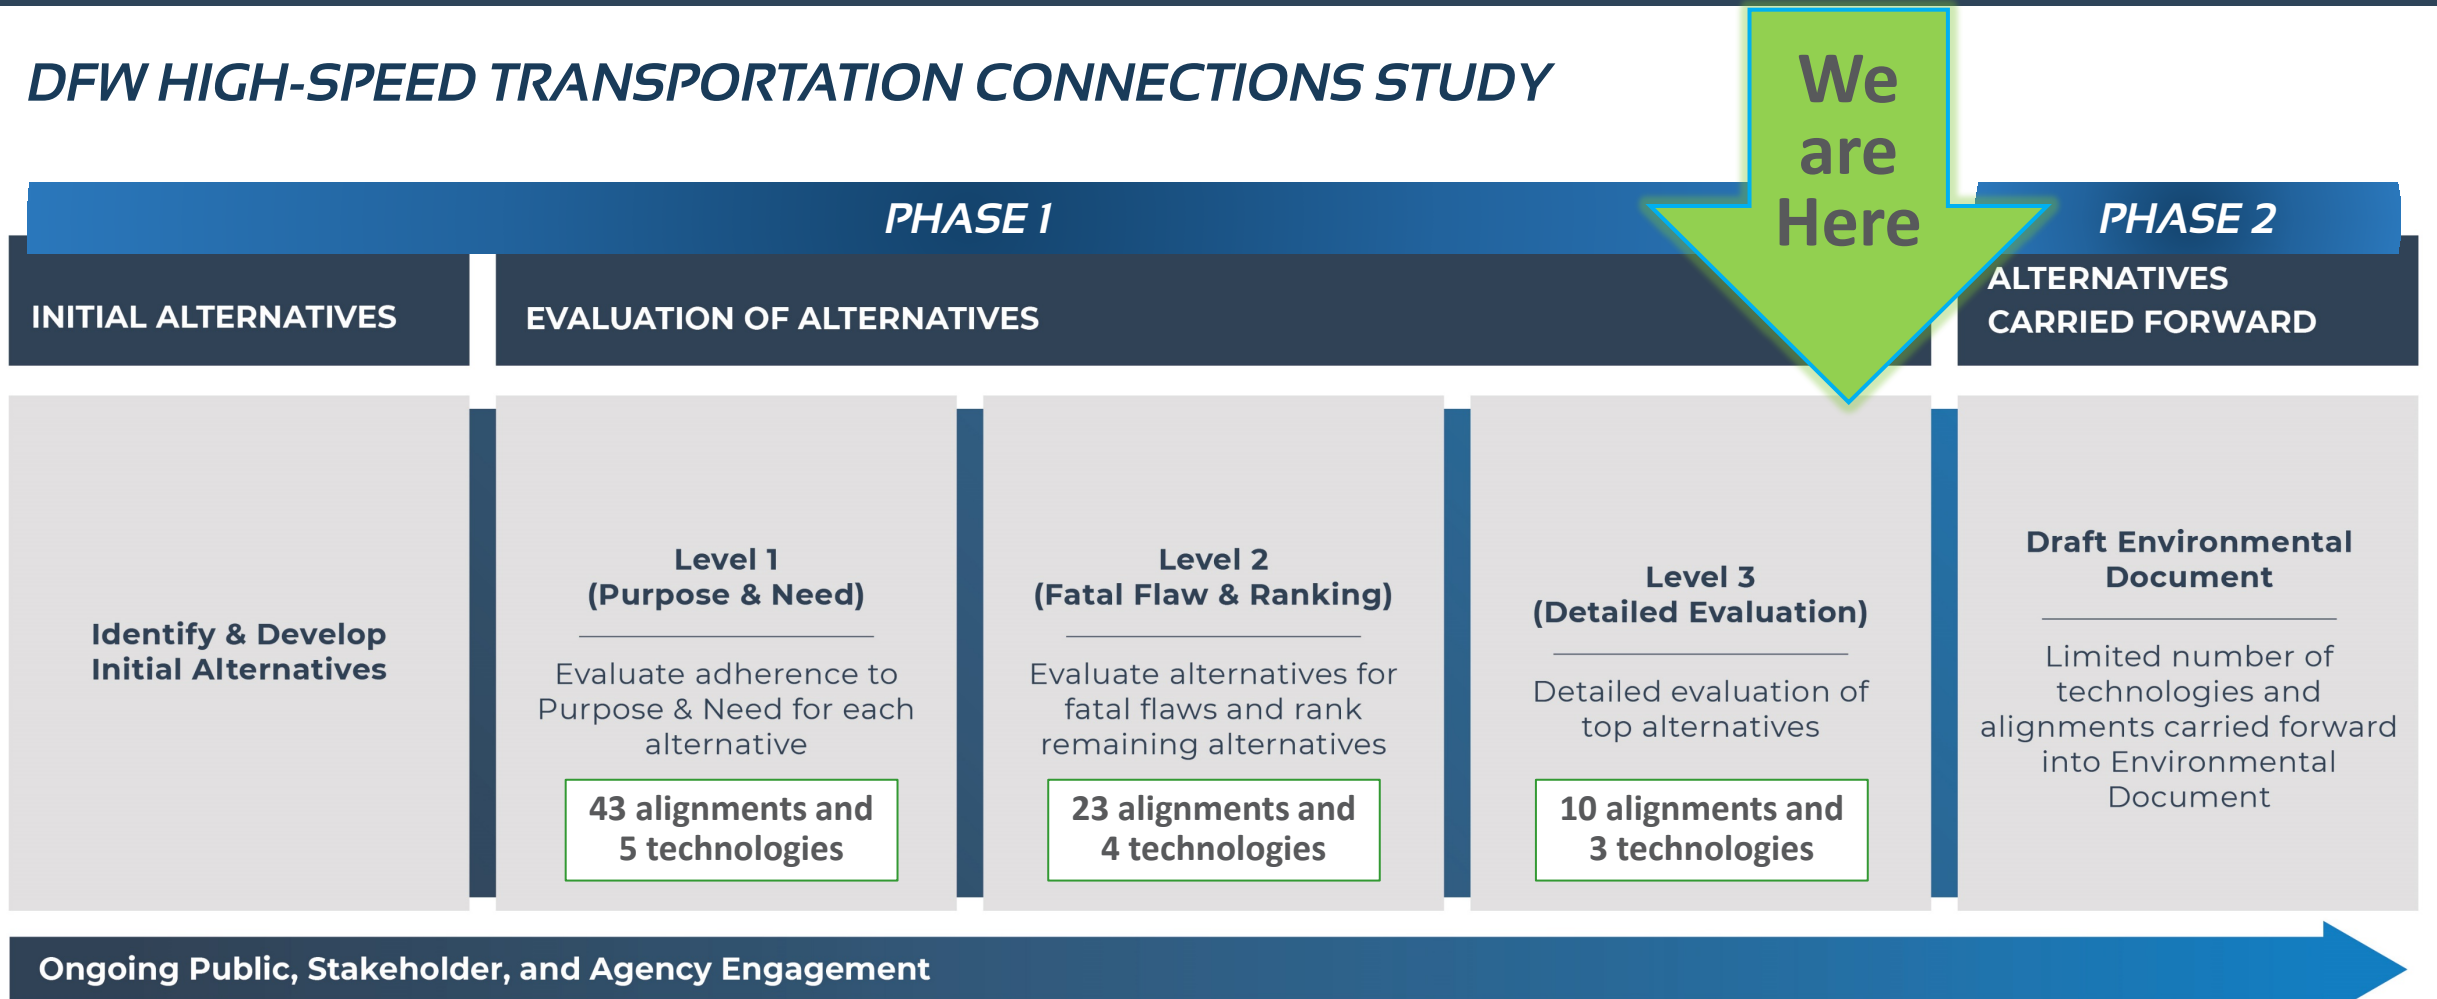 DFW HIGH-SPEED TRANSPORTATION CONNECTIONS STUDY
We
are
Here
PHASE 1
PHASE 2
INITIAL ALTERNATIVES
EVALUATION OF ALTERNATIVES
ALTERNATIVES
CARRIED FORWARD
Identify & Develop
Initial Alternatives
Level 1
(Purpose & Need)
Evaluate adherence to
Purpose & Need for each
alternative
43 alignments and
5 technologies
Level 2
(Fatal Flaw & Ranking)
Evaluate alternatives for
fatal flaws and rank
remaining alternatives
23 alignments and
4 technologies
Level 3
(Detailed Evaluation)
Detailed evaluation of
top alternatives
10 alignments and
3 technologies
Draft Environmental
Document
Limited number of
technologies and
alignments carried forward
into Environmental
Document
Ongoing Public, Stakeholder, and Agency Engagement